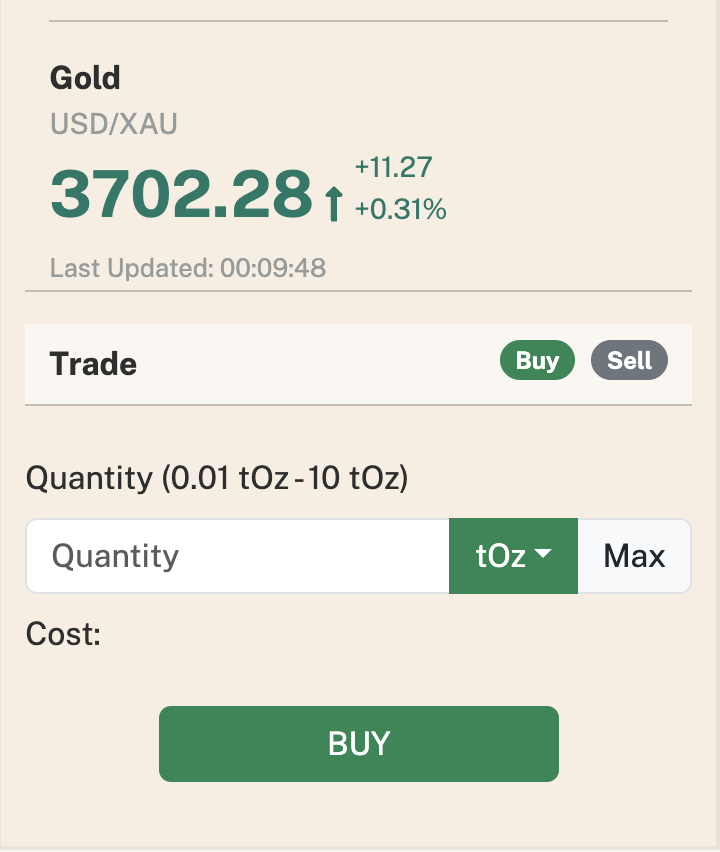 Gold
USD/XAU
3702.28 ↑ +11.27
+0.31%
Last Updated: 00:09:48
Trade Buy Sell
Quantity (0.01 tOz - 10 tOz)
Quantity tOz Max
Cost:
BUY